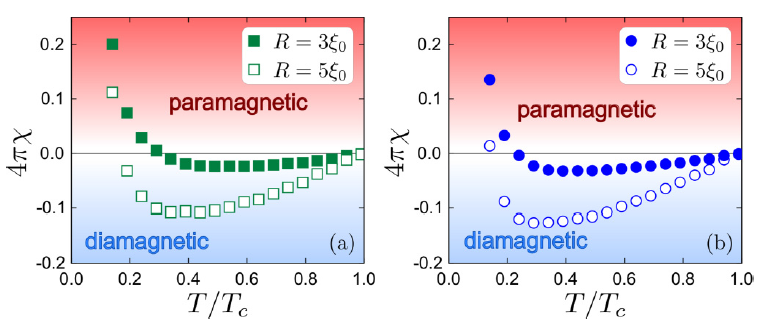 0.2
0.1
0.0
-0.1
-0.2
4πχ
R = 3ξ₀
R = 5ξ₀
paramagnetic
diamagnetic
(a)
0.0 0.2 0.4 0.6 0.8 1.0
T/T_c
0.2
0.1
0.0
-0.1
-0.2
4πχ
R = 3ξ₀
R = 5ξ₀
paramagnetic
diamagnetic
(b)
0.0 0.2 0.4 0.6 0.8 1.0
T/T_c